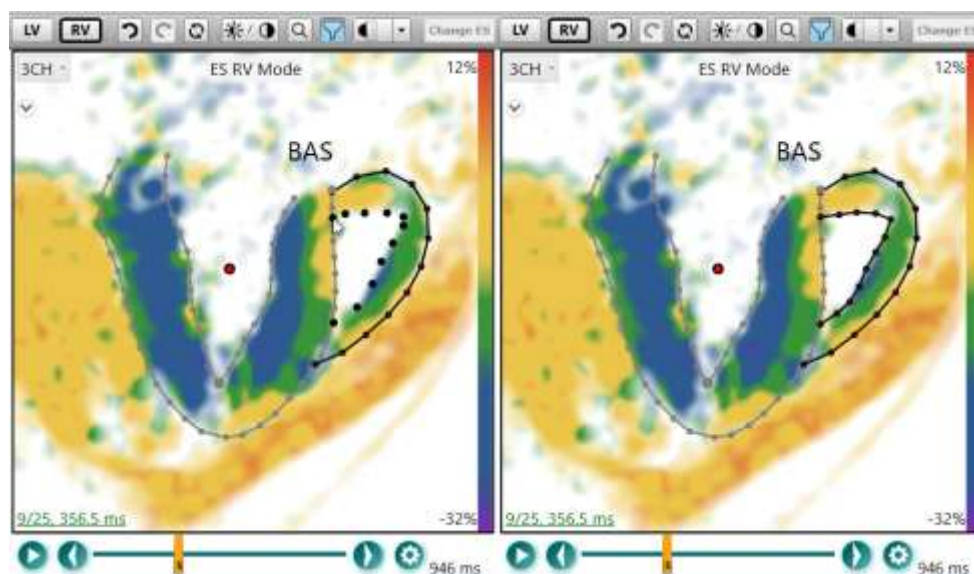 LV RV Change ES
3CH ES RV Mode 12%
BAS
9/25, 356.5 ms -32%
946 ms
LV RV Change ES
3CH ES RV Mode 12%
BAS
9/25, 356.5 ms -32%
946 ms